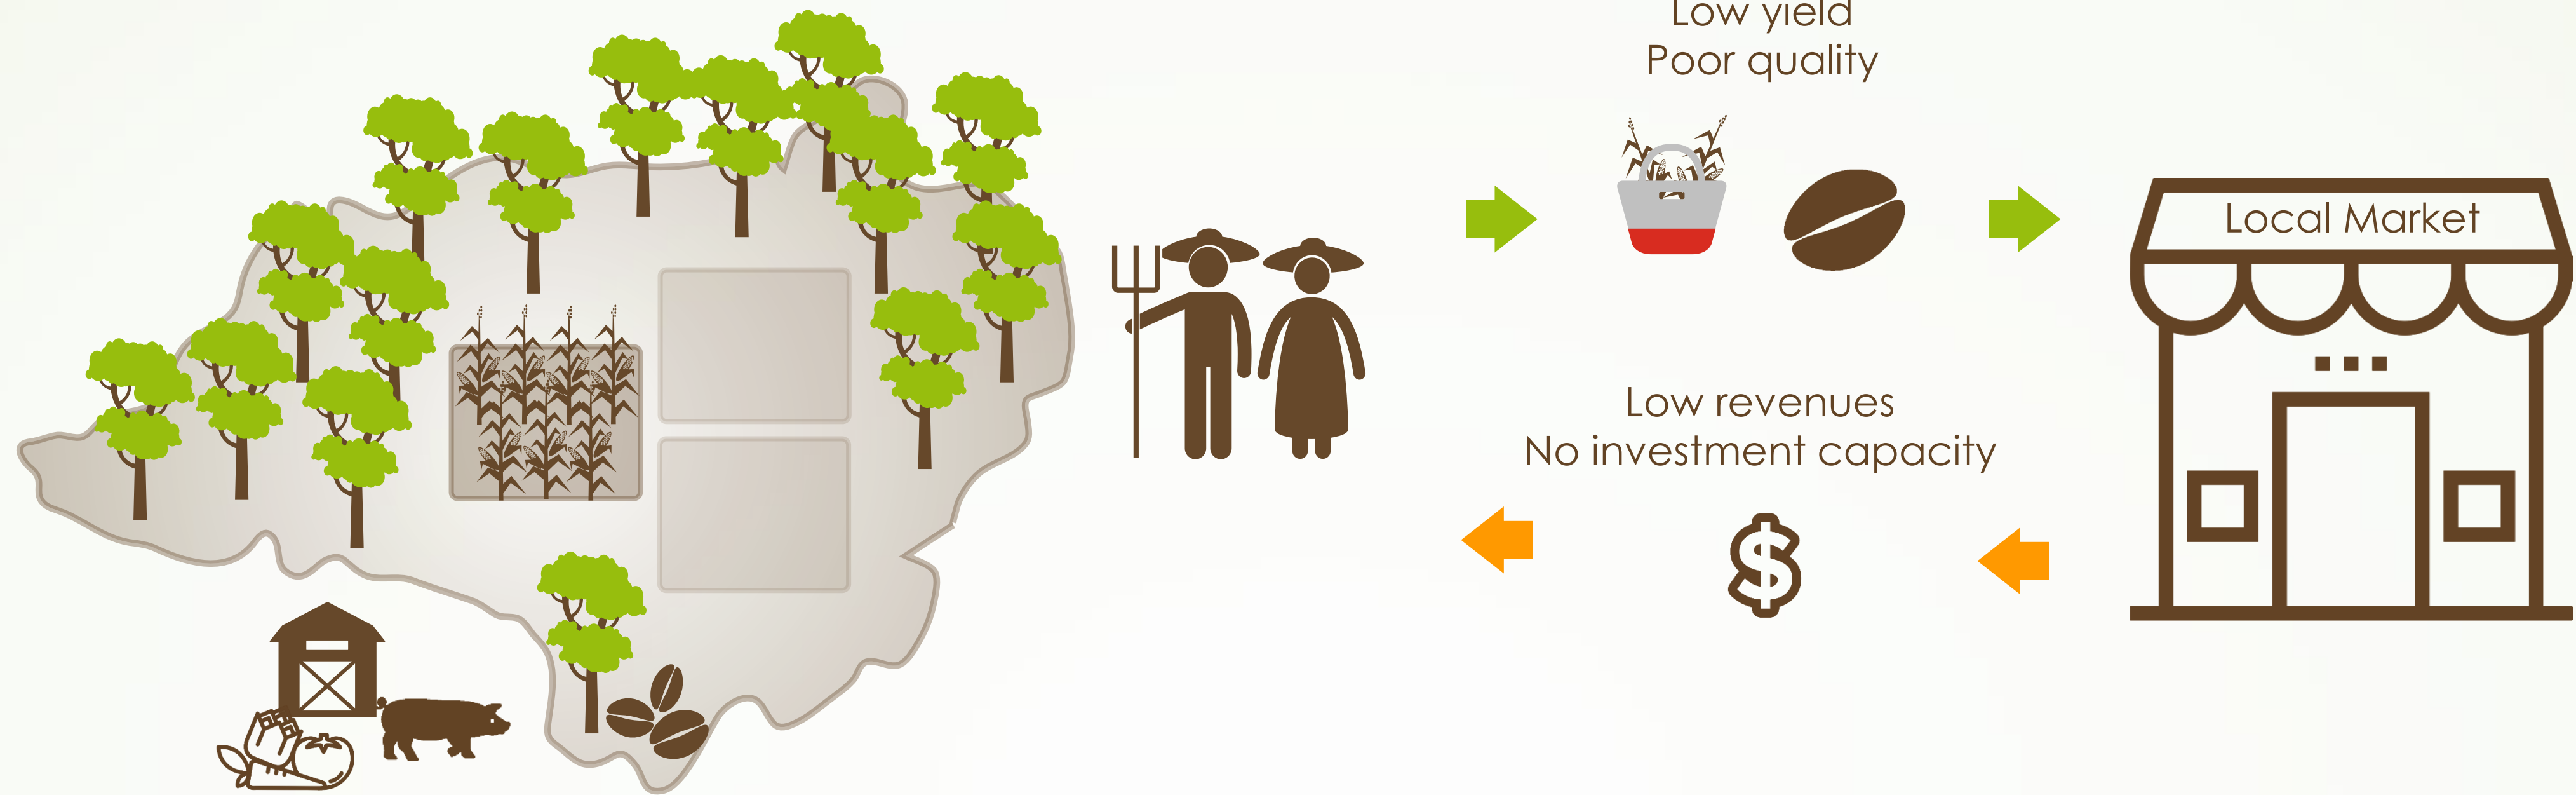 Low yield
Poor quality
Local Market
Low revenues
No investment capacity
$